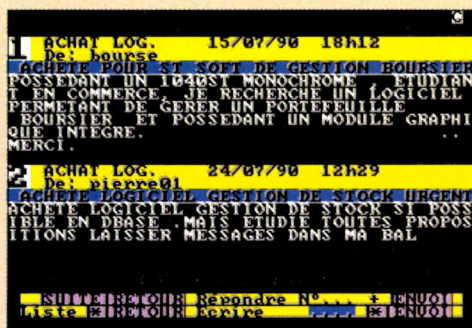 C
1 ACHAT LOG. 15/07/90 18h12
De: bourse
ACHETE POUR ST SOFT DE GESTION BOURSIER
POSSEDANT UN 1040ST MONOCHROME ETUDIAN
T EN COMMERCE, JE RECHERCHE UN LOGICIEL
PERMETANT DE GERER UN PORTEFEUILLE
BOURSIER ET POSSEDANT UN MODULE GRAPHI
QUE INTEGRE. ..
MERCI.
2 ACHAT LOG. 24/07/90 12h29
De: pierre01
ACHETE LOGICIEL GESTION DE STOCK URGENT
ACHETE LOGICIEL GESTION DE STOCK SI POSS
IBLE EN DBASE .MAIS ETUDIE TOUTES PROPOS
ITIONS LAISSER MESSAGES DANS MA BAL
SUITE RETOUR Répondre N°.... + ENVOI
Liste * RETOUR Ecrire .... * ENVOI